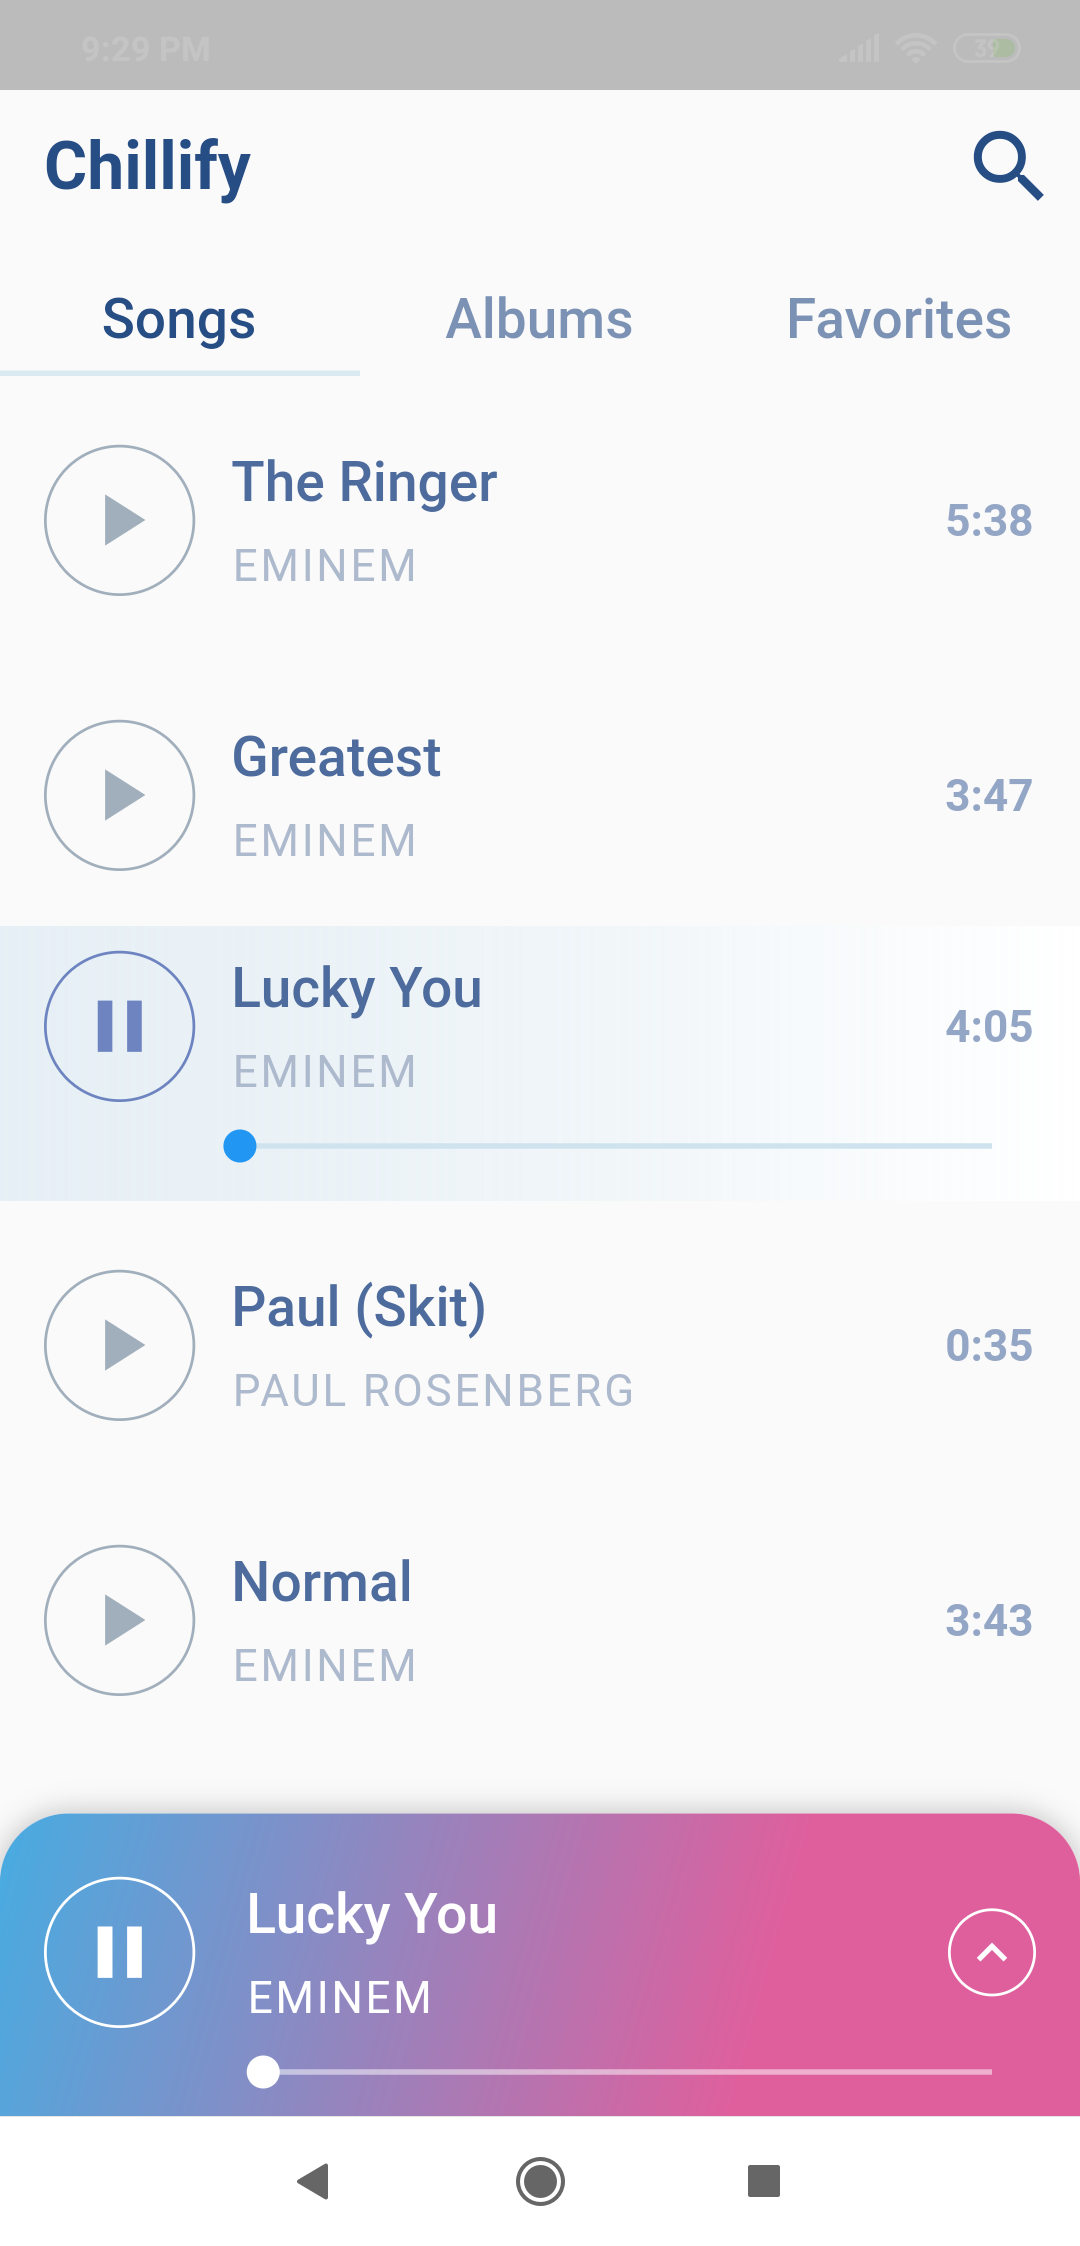 9:29 PM
39
Chillify
Songs Albums Favorites
The Ringer
EMINEM
5:38
Greatest
EMINEM
3:47
Lucky You
EMINEM
4:05
Paul (Skit)
PAUL ROSENBERG
0:35
Normal
EMINEM
3:43
Lucky You
EMINEM